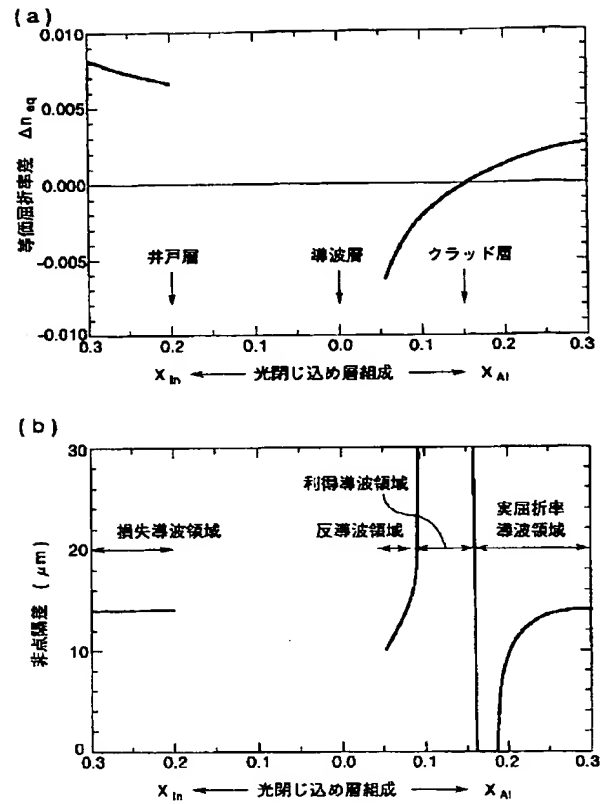 (a)
0.010
0.005
0.000
-0.005
-0.010
等価屈折率差 Δn eq
井戸層
導波層
クラッド層
0.3 0.2 0.1 0.0 0.1 0.2 0.3
X In ← 光閉じ込め層組成 → X Al
(b)
30
20
10
0
非点隔差 (μm)
利得導波領域
損失導波領域
反導波領域
実屈折率
導波領域
0.3 0.2 0.1 0.0 0.1 0.2 0.3
X In ← 光閉じ込め層組成 → X Al